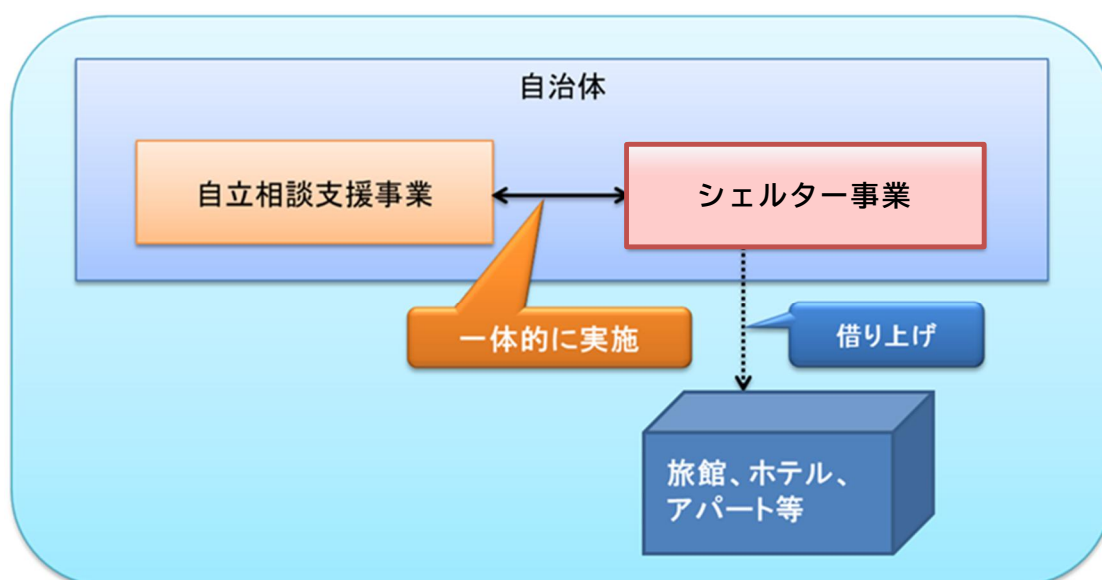 自治体
自立相談支援事業
シェルター事業
一体的に実施
借り上げ
旅館、ホテル、
アパート等